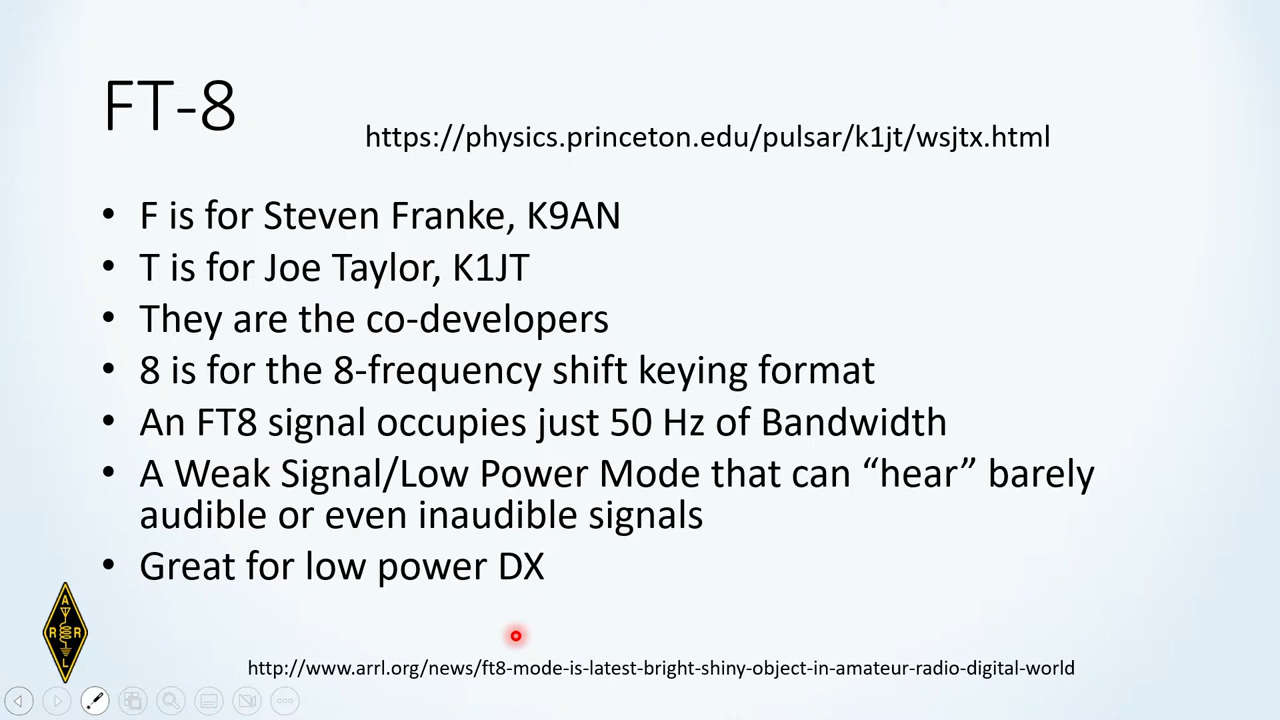 FT-8
https://physics.princeton.edu/pulsar/k1jt/wsjtx.html
• F is for Steven Franke, K9AN
• T is for Joe Taylor, K1JT
• They are the co-developers
• 8 is for the 8-frequency shift keying format
• An FT8 signal occupies just 50 Hz of Bandwidth
• A Weak Signal/Low Power Mode that can “hear” barely
audible or even inaudible signals
• Great for low power DX
A
R R
L
http://www.arrl.org/news/ft8-mode-is-latest-bright-shiny-object-in-amateur-radio-digital-world